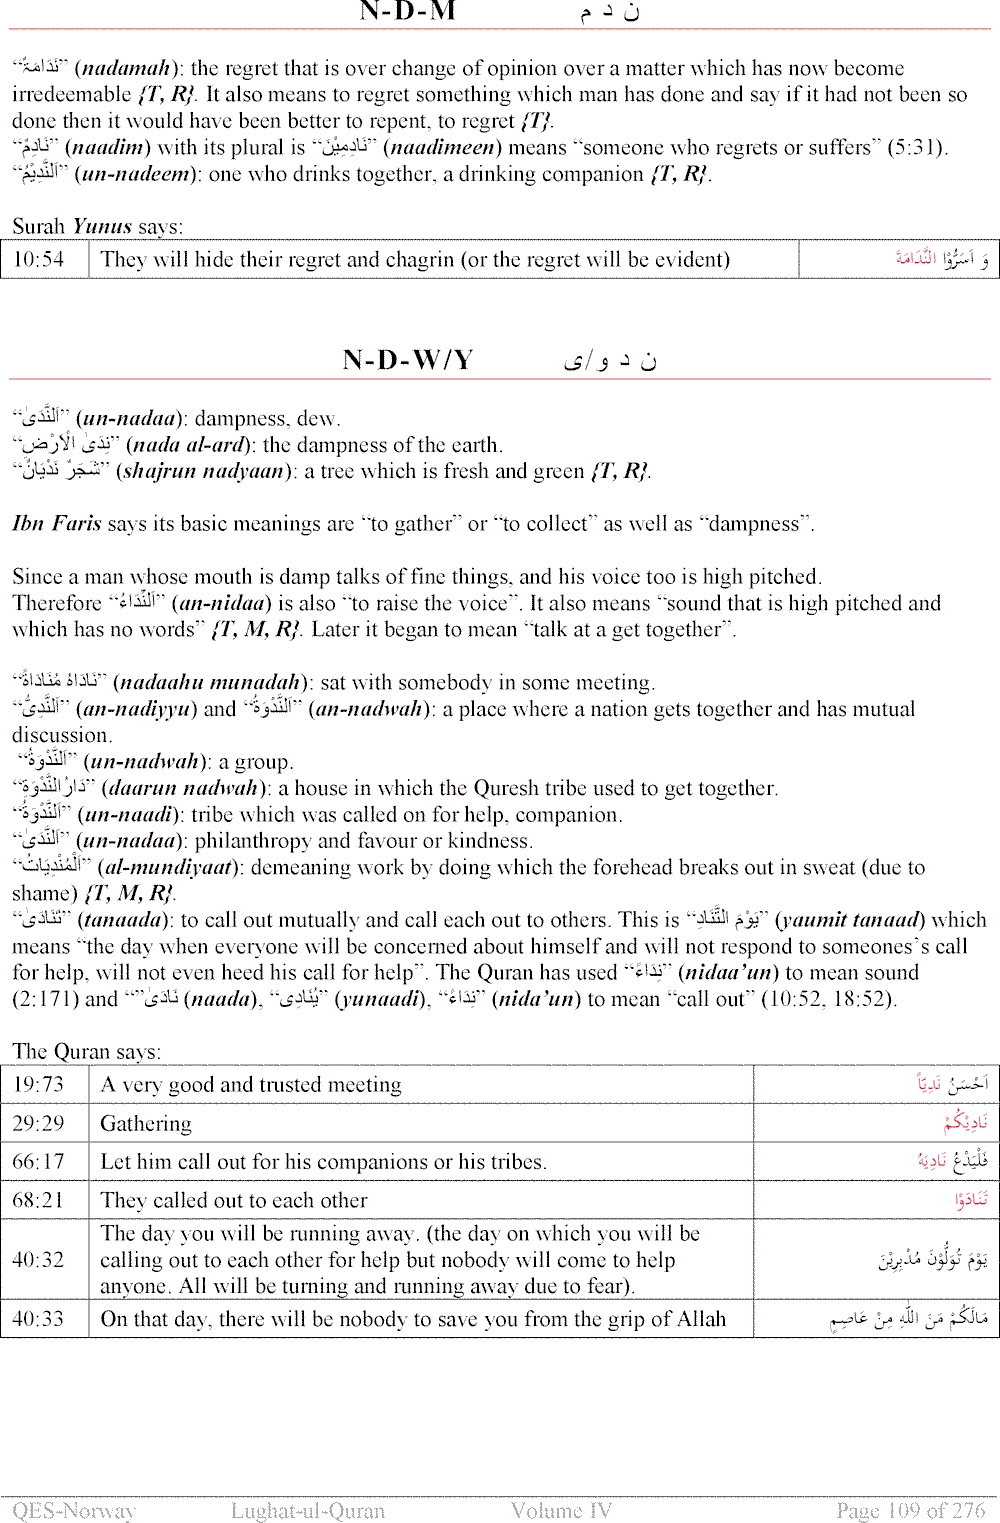 N-D-M ن د م
“نَدَامَۃٌ” (nadamah): the regret that is over change of opinion over a matter which has now become
irredeemable {T, R}. It also means to regret something which man has done and say if it had not been so
done then it would have been better to repent, to regret {T}.
“نَادِمٌ” (naadim) with its plural is “نَادِمِیْنَ” (naadimeen) means “someone who regrets or suffers” (5:31).
“اَلنَّدِیْمُ” (un-nadeem): one who drinks together, a drinking companion {T, R}.
Surah Yunus says:
10:54 They will hide their regret and chagrin (or the regret will be evident) وَ اَسَرُّوْا النَّدَامَۃَ
N-D-W/Y ن د و/ی
“اَلنَّدَیٰ” (un-nadaa): dampness, dew.
“نِدَیٰ الْاَرْضِ” (nada al-ard): the dampness of the earth.
“شَجَرٌ نَدْیَانٌ” (shajrun nadyaan): a tree which is fresh and green {T, R}.
Ibn Faris says its basic meanings are “to gather” or “to collect” as well as “dampness”.
Since a man whose mouth is damp talks of fine things, and his voice too is high pitched.
Therefore “اَلنِّدَاءُ” (an-nidaa) is also “to raise the voice”. It also means “sound that is high pitched and
which has no words” {T, M, R}. Later it began to mean “talk at a get together”.
“نَادَاہُ مُنَادَاۃً” (nadaahu munadah): sat with somebody in some meeting.
“اَلنَّدِیُّ” (an-nadiyyu) and “اَلنَّدْوَۃُ” (an-nadwah): a place where a nation gets together and has mutual
discussion.
“اَلنَّدْوَۃُ” (un-nadwah): a group.
“دَارُ النَّدْوَۃِ” (daarun nadwah): a house in which the Quresh tribe used to get together.
“اَلنَّدْوَۃُ” (un-naadi): tribe which was called on for help, companion.
“اَلنَّدَیٰ” (un-nadaa): philanthropy and favour or kindness.
“اَلْمُنْدِیَاتُ” (al-mundiyaat): demeaning work by doing which the forehead breaks out in sweat (due to
shame) {T, M, R}.
“تَنَادَیٰ” (tanaada): to call out mutually and call each out to others. This is “یَوْمَ التَّنَادِ” (yaumit tanaad) which
means “the day when everyone will be concerned about himself and will not respond to someones’s call
for help, will not even heed his call for help”. The Quran has used “نِدَاءً” (nidaa’un) to mean sound
(2:171) and “”نَادَیٰ (naada), “یُنَادِی” (yunaadi), “نِدَاءً” (nida’un) to mean “call out” (10:52, 18:52).
The Quran says:
19:73 A very good and trusted meeting اَحْسَنُ نَدِیّاً
29:29 Gathering نَادِیْکُمْ
66:17 Let him call out for his companions or his tribes. فَلْیَدْعُ نَادِیَہٗ
68:21 They called out to each other تَنَادَوْا
The day you will be running away. (the day on which you will be
40:32 calling out to each other for help but nobody will come to help یَوْمَ تُوَلُّوْنَ مُدْبِرِیْنَ
anyone. All will be turning and running away due to fear).
40:33 On that day, there will be nobody to save you from the grip of Allah مَالَکُمْ مَنَ اللّٰہِ مِنْ عَاصِمٍ
QES-Norway Lughat-ul-Quran Volume IV Page 109 of 276